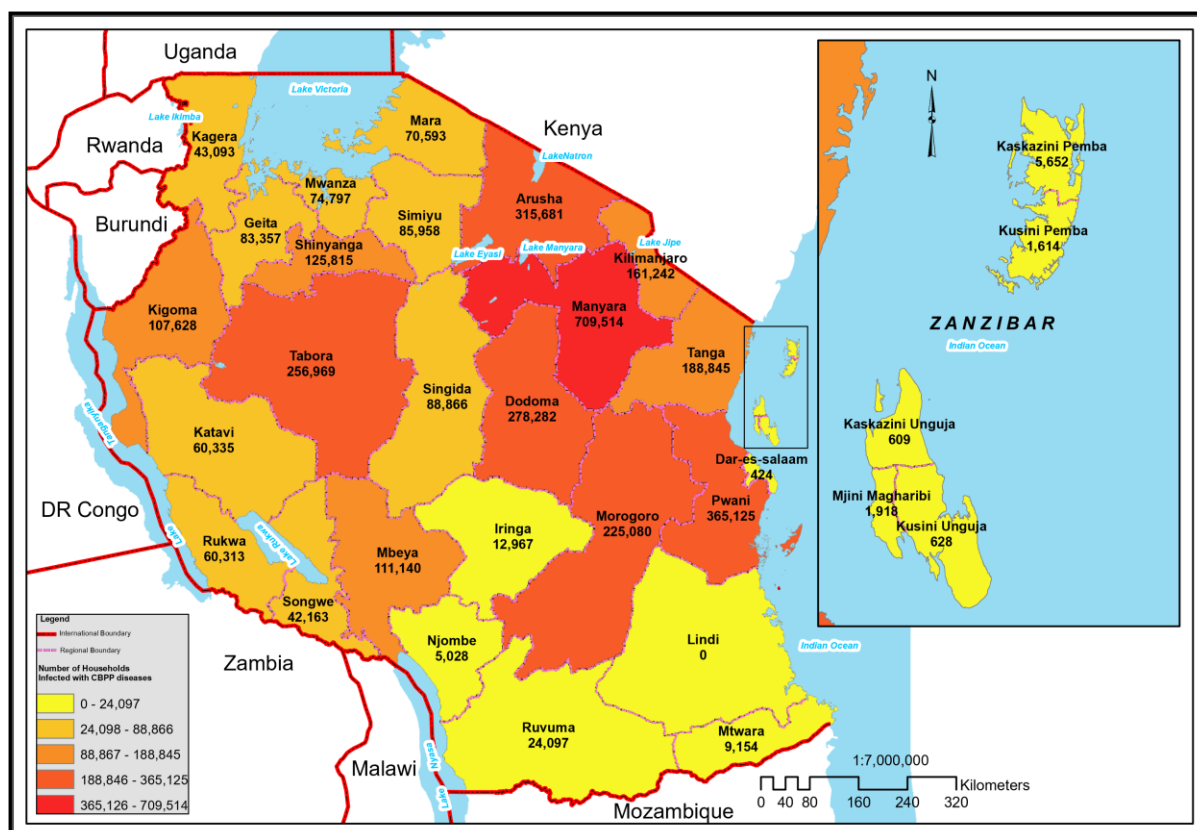 Uganda
Lake Victoria
Lake Ikimba
Kagera
43,093
Mara
70,593
Kenya
Rwanda
LakeNatron
Mwanza
74,797
Arusha
315,681
Burundi
Geita
83,357
Simiyu
85,958
Shinyanga
125,815
Lake Eyasi
Lake Manyara
Lake Jipe
Kilimanjaro
161,242
Kigoma
107,628
Manyara
709,514
Tabora
256,969
Tanga
188,845
Singida
88,866
Dodoma
278,282
Katavi
60,335
Lake
Tanganyika
Dar-es-salaam
424
DR Congo
Pwani
365,125
Iringa
12,967
Morogoro
225,080
Rukwa
60,313
Lake Rukwa
Mbeya
111,140
Songwe
42,163
Njombe
5,028
Lindi
0
Indian Ocean
Zambia
Ruvuma
24,097
Mtwara
9,154
Malawi
Lake
Nyasa
Mozambique
N
Kaskazini Pemba
5,652
Kusini Pemba
1,614
ZANZIBAR
Indian Ocean
Kaskazini Unguja
609
Mjini Magharibi
1,918
Kusini Unguja
628
Legend
International Boundary
Regional Boundary
Number of Households
Infected with CBPP diseases
0 - 24,097
24,098 - 88,866
88,867 - 188,845
188,846 - 365,125
365,126 - 709,514
1:7,000,000
Kilometers
0 40 80 160 240 320